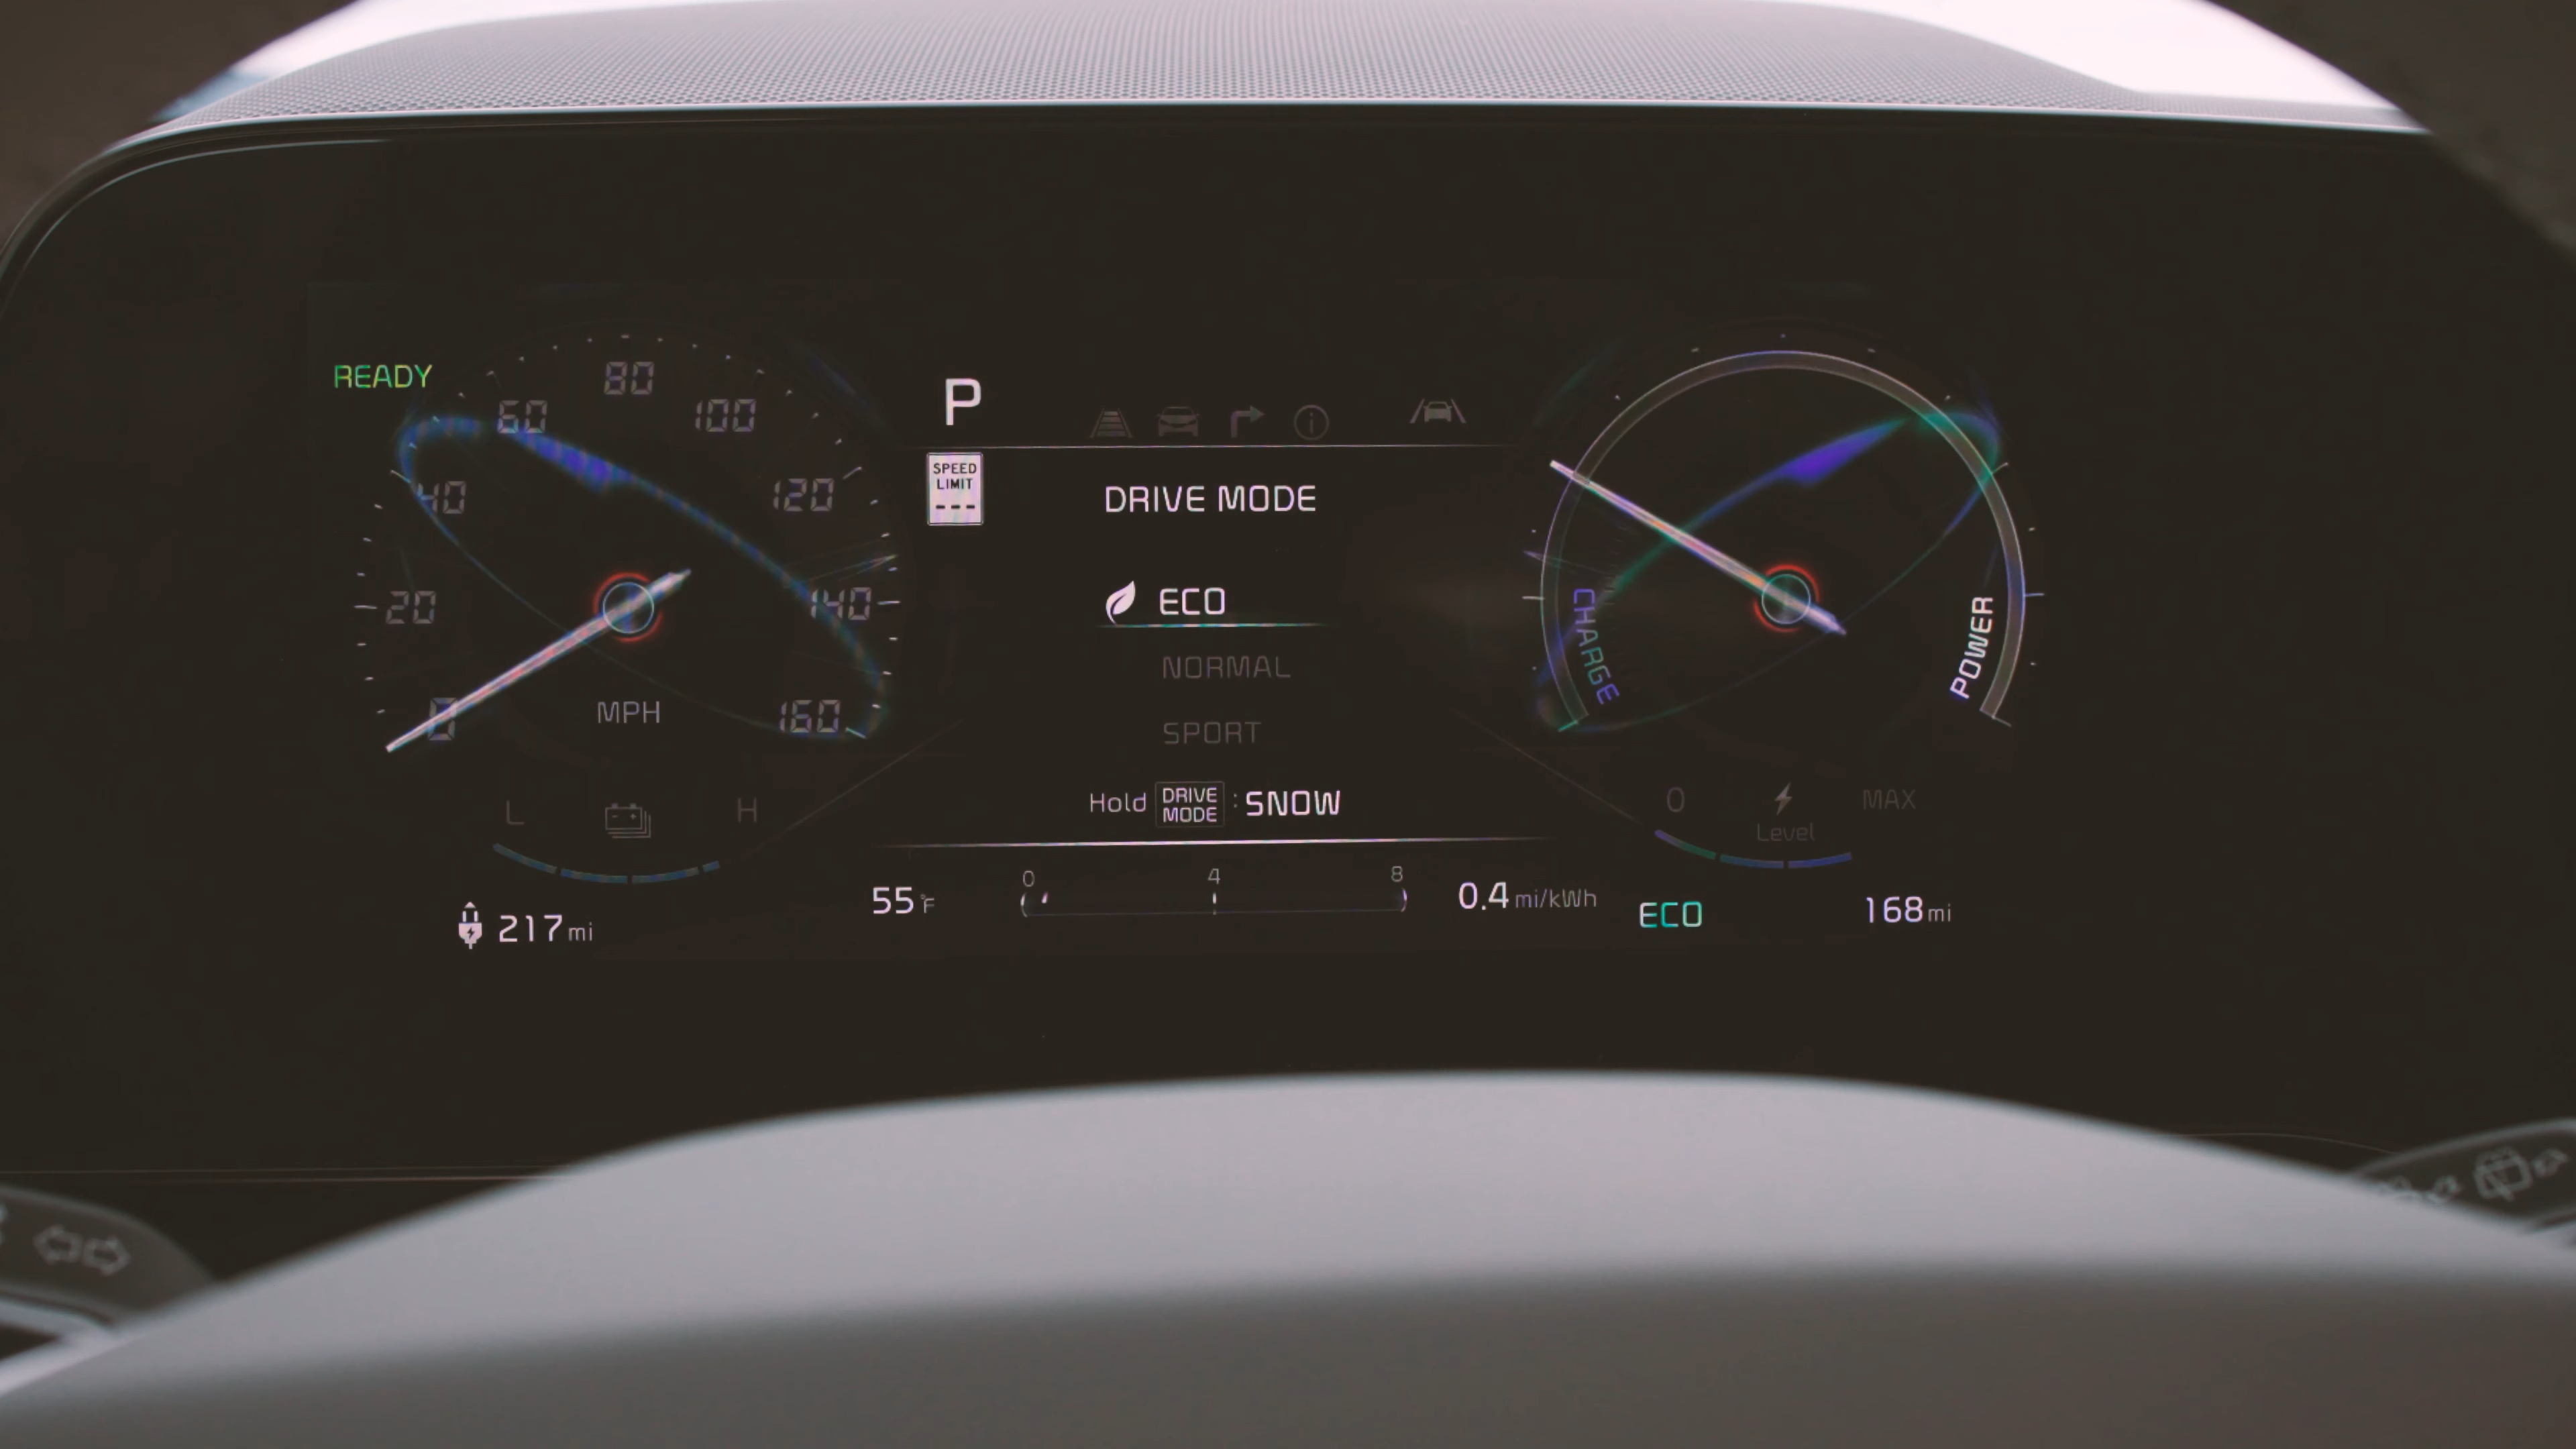 READY
80
60
100
40
120
20
140
0
160
MPH
L
H
217 mi
P
SPEED
LIMIT
---
DRIVE MODE
ECO
NORMAL
SPORT
Hold DRIVE MODE : SNOW
55 °F
0 4 8
0.4 mi/kWh
CHARGE
POWER
0
MAX
Level
ECO
168 mi